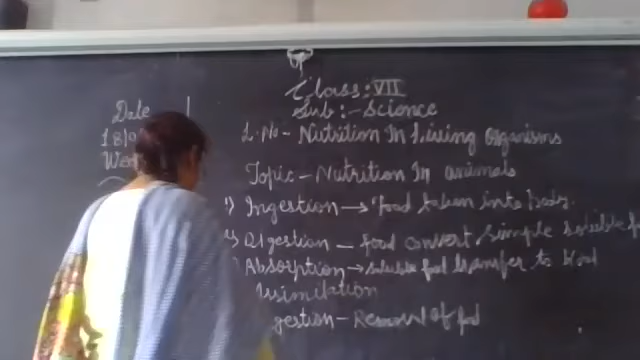 Class: VII
Sub:- Science
Date
L.No- Nutrition In Living Organisms
18/9
Wed
Topic - Nutrition In animals
1) Ingestion → food taken into body.
2) Digestion - food convert simple soluble
Absorption → soluble food transfer to blood
Assimilation
gestion - Removal of food